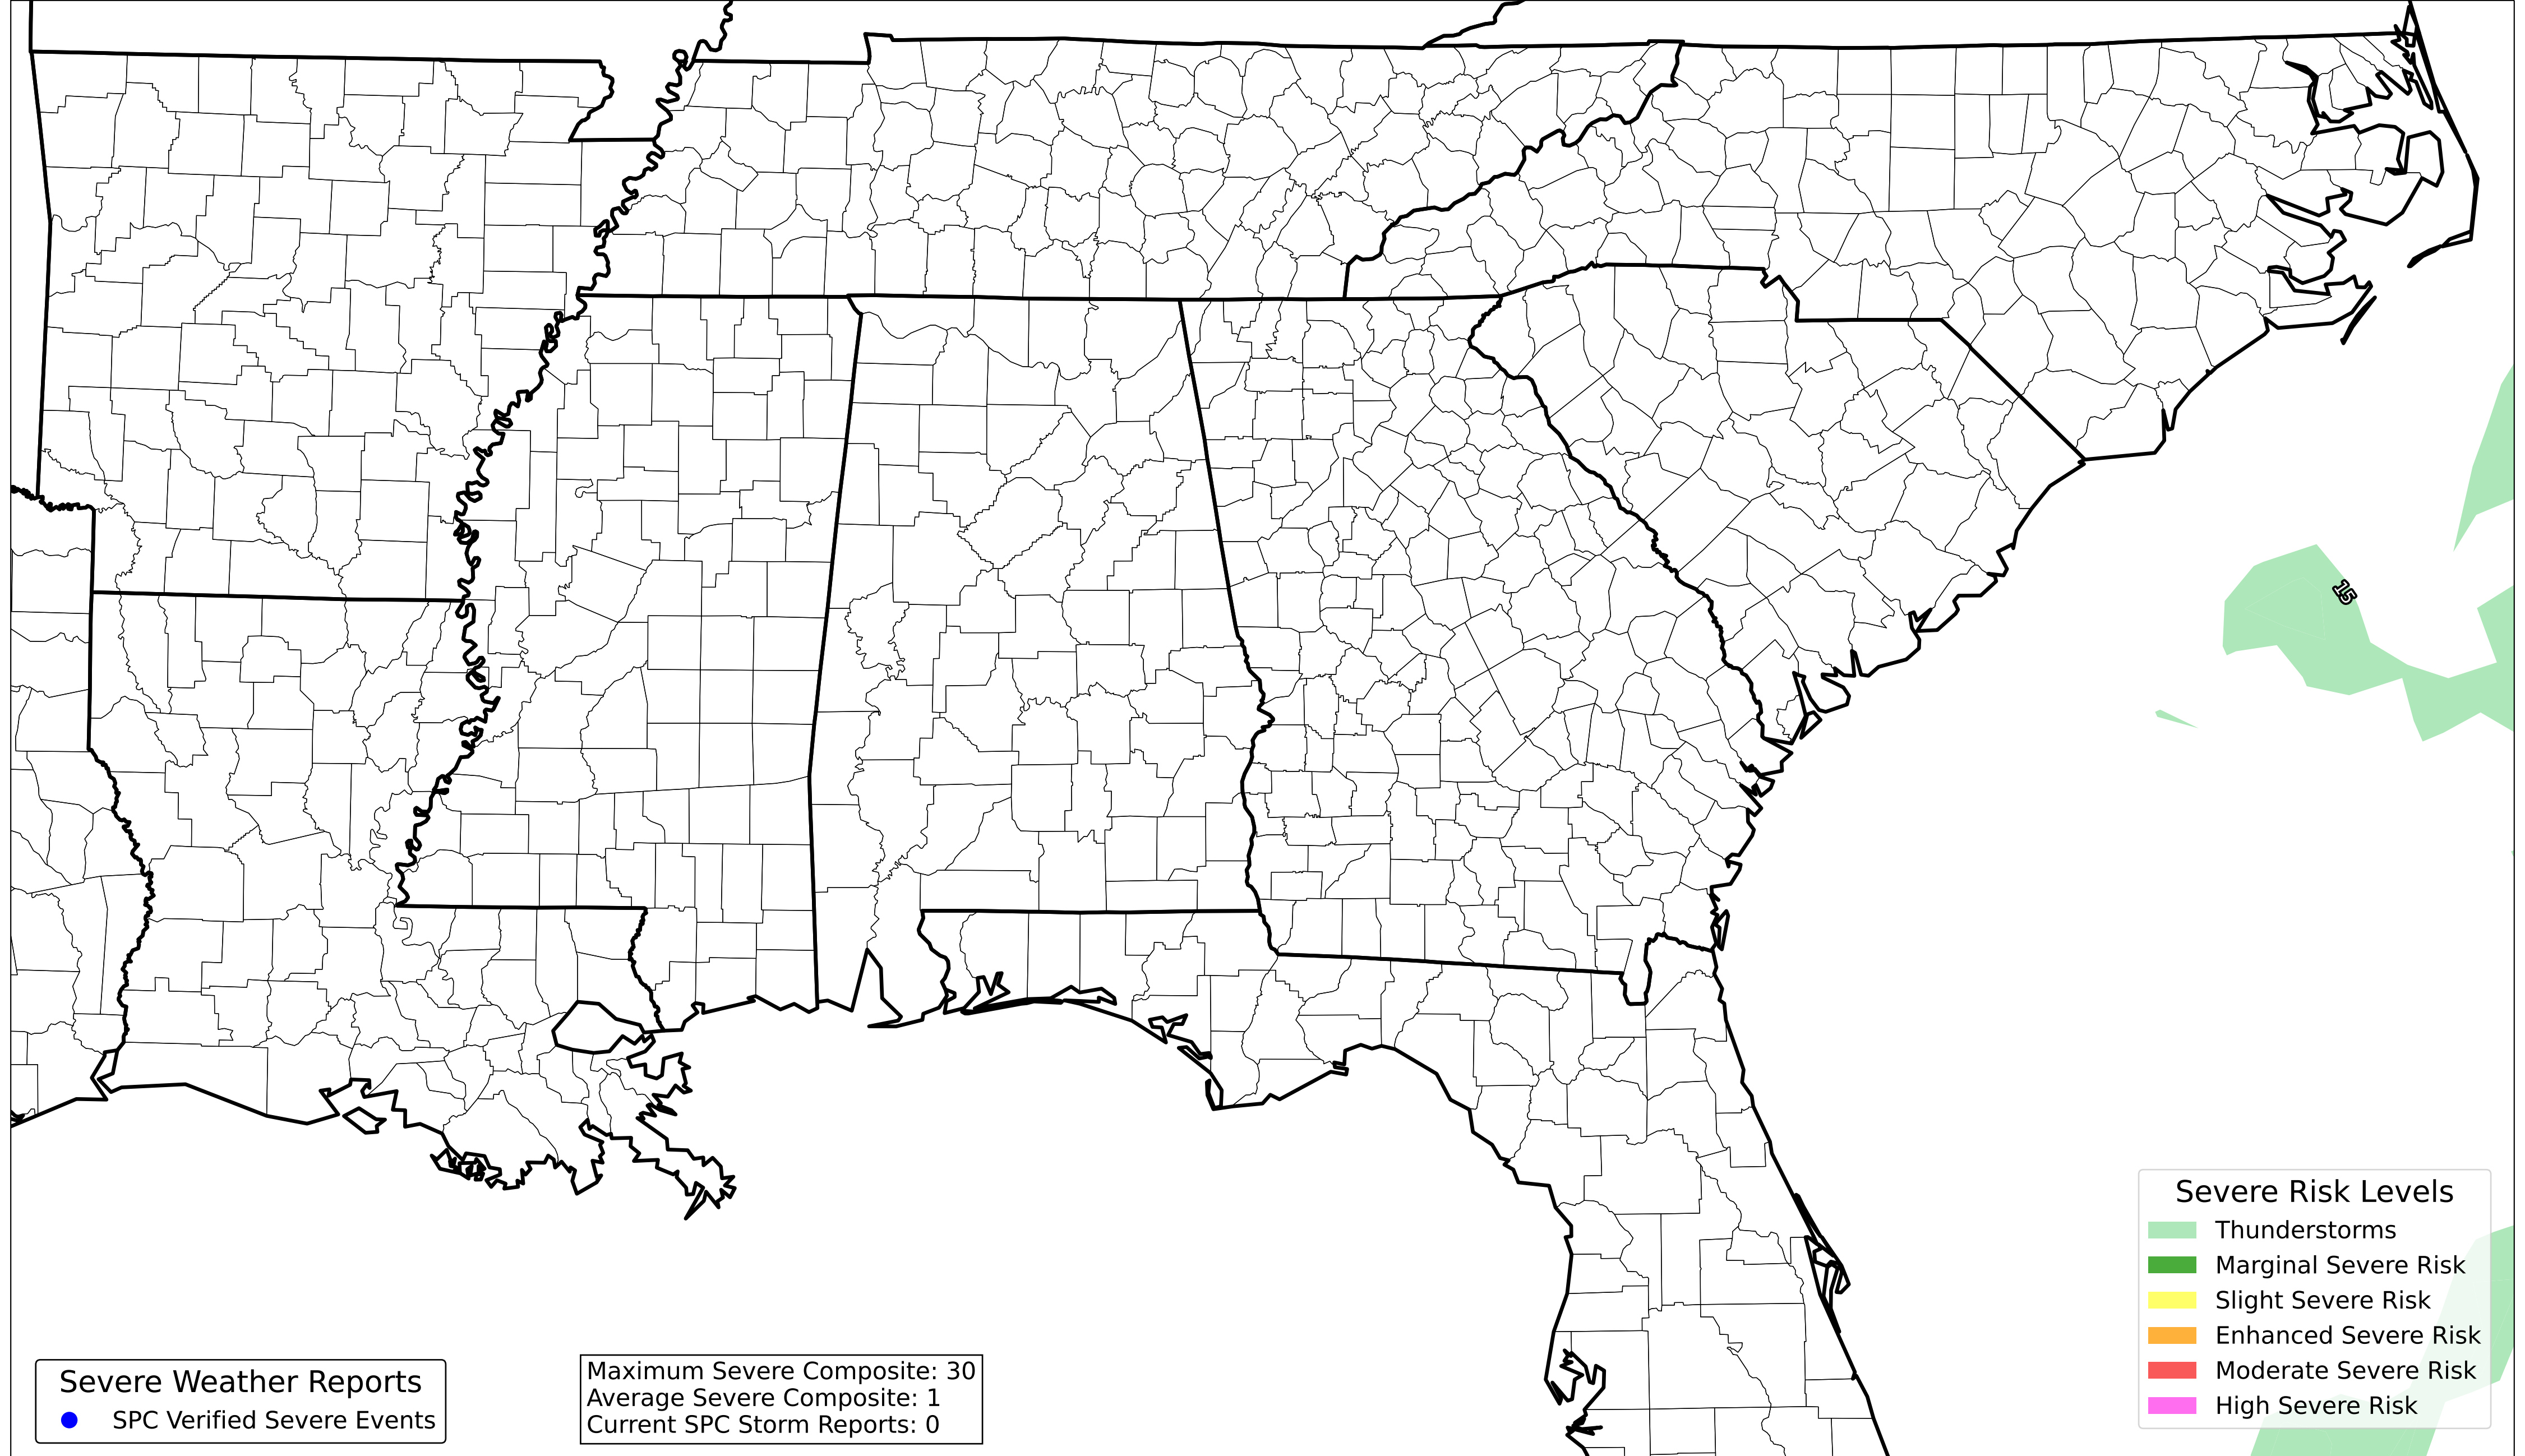 15
Severe Risk Levels
Thunderstorms
Marginal Severe Risk
Slight Severe Risk
Enhanced Severe Risk
Moderate Severe Risk
High Severe Risk
Severe Weather Reports
SPC Verified Severe Events
Maximum Severe Composite: 30
Average Severe Composite: 1
Current SPC Storm Reports: 0